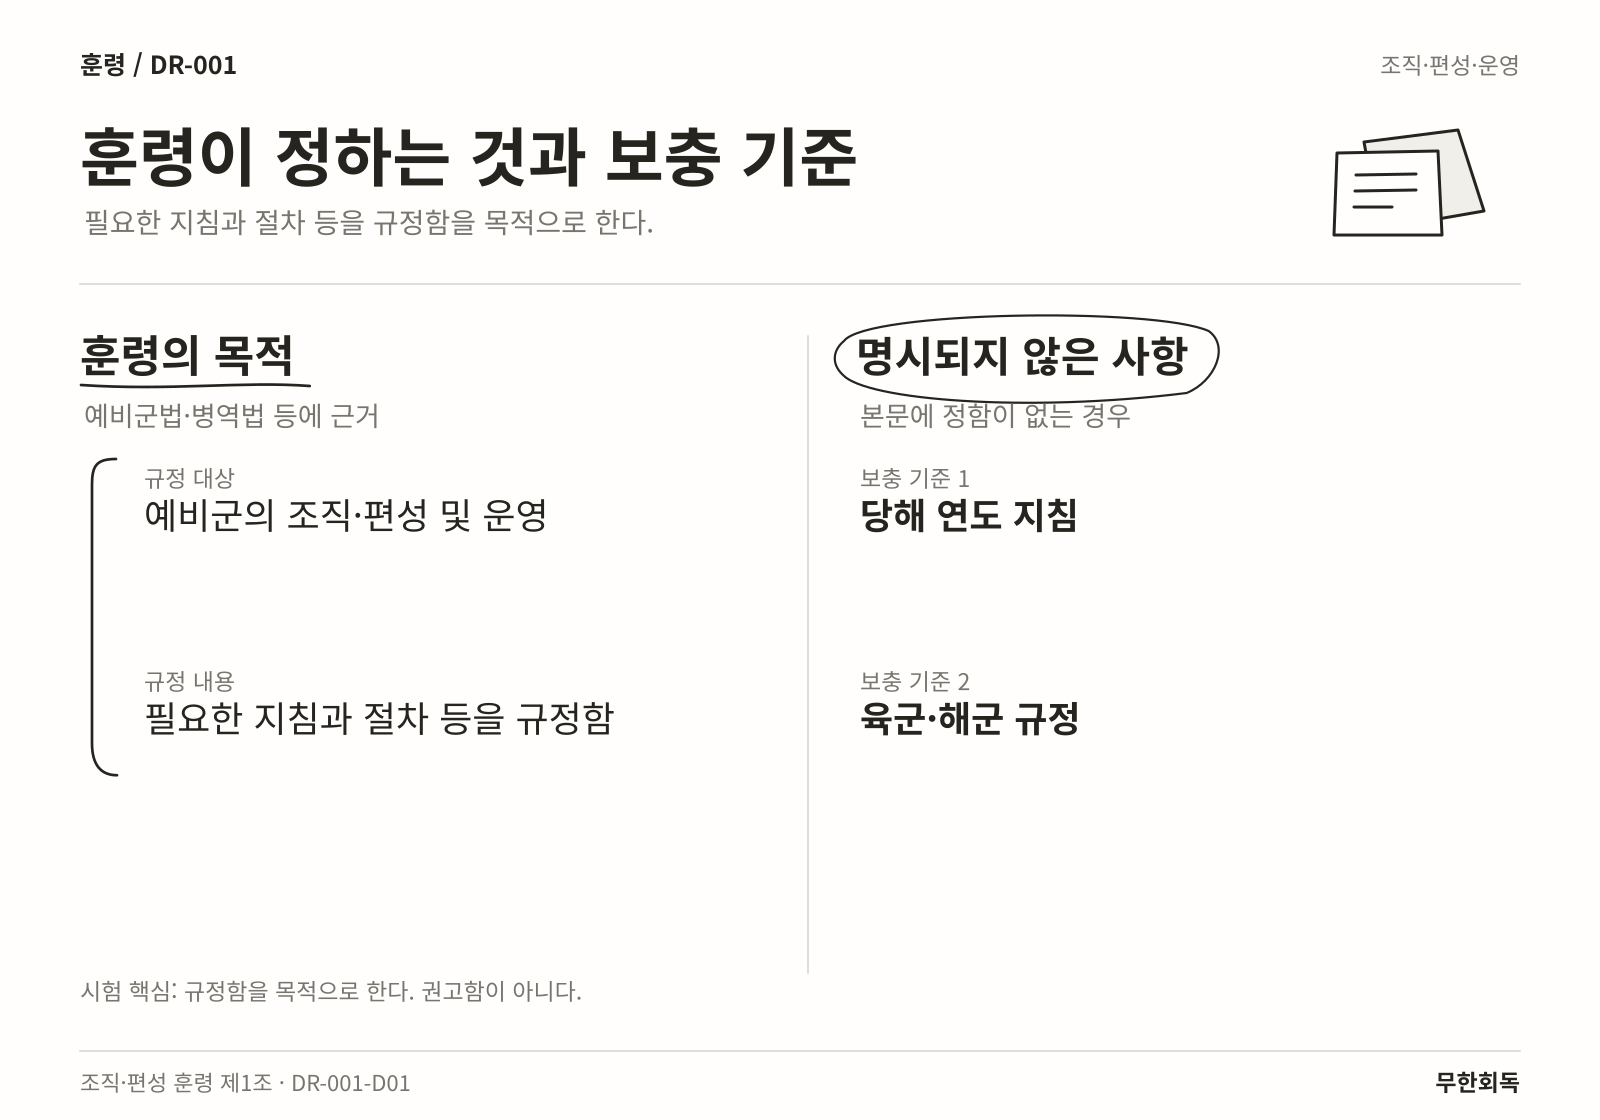 훈령 / DR-001
조직·편성·운영
훈령이 정하는 것과 보충 기준
필요한 지침과 절차 등을 규정함을 목적으로 한다.
훈령의 목적
예비군법·병역법 등에 근거
규정 대상
예비군의 조직·편성 및 운영
규정 내용
필요한 지침과 절차 등을 규정함
명시되지 않은 사항
본문에 정함이 없는 경우
보충 기준 1
당해 연도 지침
보충 기준 2
육군·해군 규정
시험 핵심: 규정함을 목적으로 한다. 권고함이 아니다.
조직·편성 훈령 제1조 · DR-001-D01
무한회독